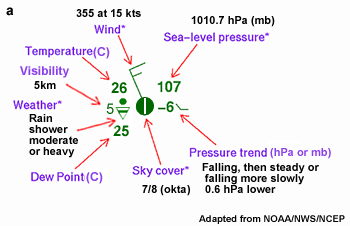 a
355 at 15 kts
Wind*
1010.7 hPa (mb)
Sea-level pressure*
Temperature(C)
Visibility
5km
Weather*
Rain
shower
moderate
or heavy
Dew Point (C)
26
107
5
-6
25
Sky cover*
7/8 (okta)
Pressure trend (hPa or mb)
Falling, then steady or
falling more slowly
0.6 hPa lower
Adapted from NOAA/NWS/NCEP